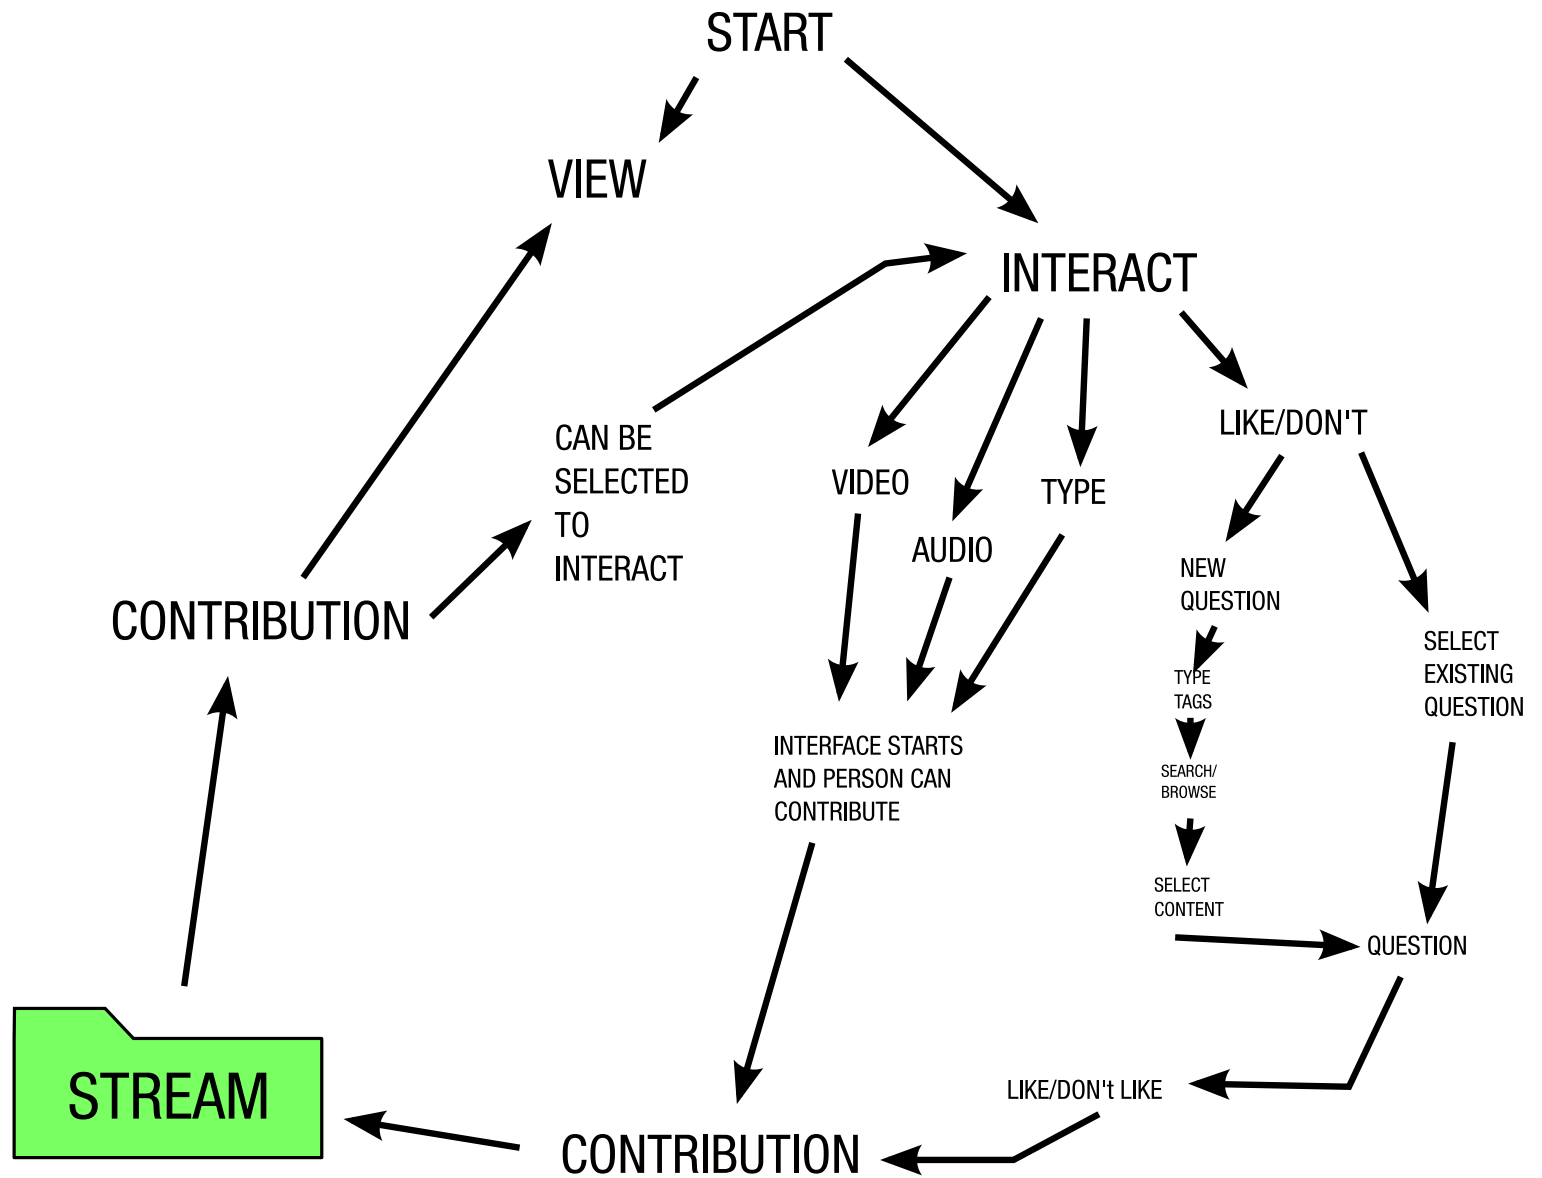 START
VIEW
INTERACT
LIKE/DON'T
CAN BE
SELECTED
TO
INTERACT
VIDEO
TYPE
AUDIO
NEW
QUESTION
CONTRIBUTION
SELECT
EXISTING
QUESTION
TYPE
TAGS
INTERFACE STARTS
AND PERSON CAN
CONTRIBUTE
SEARCH/
BROWSE
SELECT
CONTENT
QUESTION
STREAM
LIKE/DON't LIKE
CONTRIBUTION